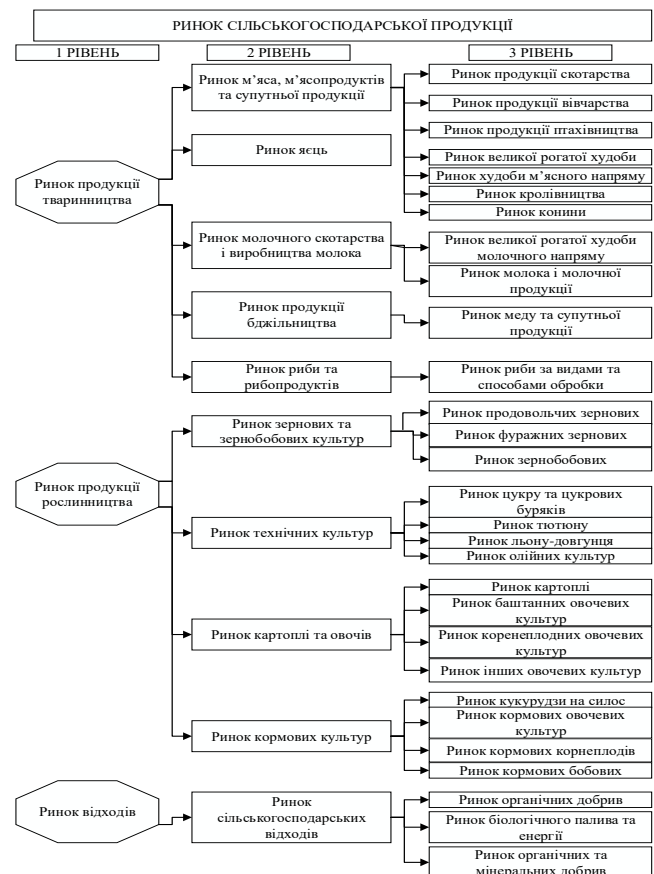 РИНОК СІЛЬСЬКОГОСПОДАРСЬКОЇ ПРОДУКЦІЇ
1 РІВЕНЬ
2 РІВЕНЬ
3 РІВЕНЬ
Ринок продукції
тваринництва
Ринок м’яса, м’ясопродуктів
та супутньої продукції
Ринок продукції скотарства
Ринок продукції вівчарства
Ринок продукції птахівництва
Ринок великої рогатої худоби
Ринок худоби м’ясного напряму
Ринок кролівництва
Ринок конини
Ринок яєць
Ринок молочного скотарства
і виробництва молока
Ринок великої рогатої худоби
молочного напряму
Ринок молока і молочної
продукції
Ринок продукції
бджільництва
Ринок меду та супутньої
продукції
Ринок риби та
рибопродуктів
Ринок риби за видами та
способами обробки
Ринок продукції
рослинництва
Ринок зернових та
зернобобових культур
Ринок продовольчих зернових
Ринок фуражних зернових
Ринок зернобобових
Ринок технічних культур
Ринок цукру та цукрових
буряків
Ринок тютюну
Ринок льону-довгунця
Ринок олійних культур
Ринок картоплі та овочів
Ринок картоплі
Ринок баштанних овочевих
культур
Ринок коренеплодних овочевих
культур
Ринок інших овочевих культур
Ринок кормових культур
Ринок кукурудзи на силос
Ринок кормових овочевих
культур
Ринок кормових корнеплодів
Ринок кормових бобових
Ринок відходів
Ринок
сільськогосподарських
відходів
Ринок органічних добрив
Ринок біологічного палива та
енергії
Ринок органічних та
мінеральних добрив